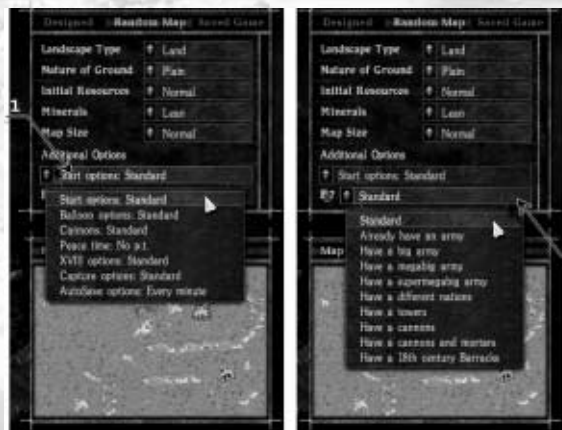 Designed Random Map Saved Game
Landscape Type Land
Nature of Ground Plain
Initial Resources Normal
Minerals Less
Map Size Normal
Additional Options
Start options: Standard
1
Start options: Standard
Balloon options: Standard
Cannons: Standard
Peace time: No p.t.
XVIII options: Standard
Capture options: Standard
AutoSave options: Every minute
Designed Random Map Saved Game
Landscape Type Land
Nature of Ground Plain
Initial Resources Normal
Minerals Less
Map Size Normal
Additional Options
Start options: Standard
Standard
Standard
Already have an army
Have a big army
Have a megabig army
Have a supermegabig army
Have a different nations
Have a towers
Have a cannons
Have a cannons and mortars
Have a 18th century Barracks
Map